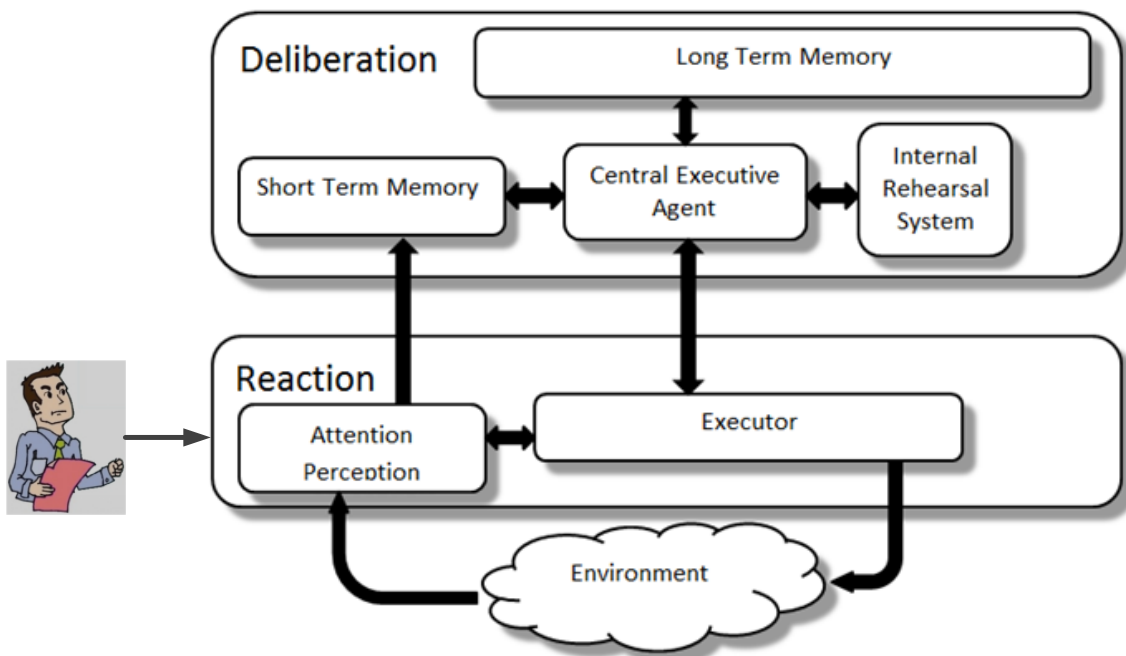 Deliberation
Long Term Memory
Short Term Memory
Central Executive
Agent
Internal
Rehearsal
System
Reaction
Attention
Perception
Executor
Environment